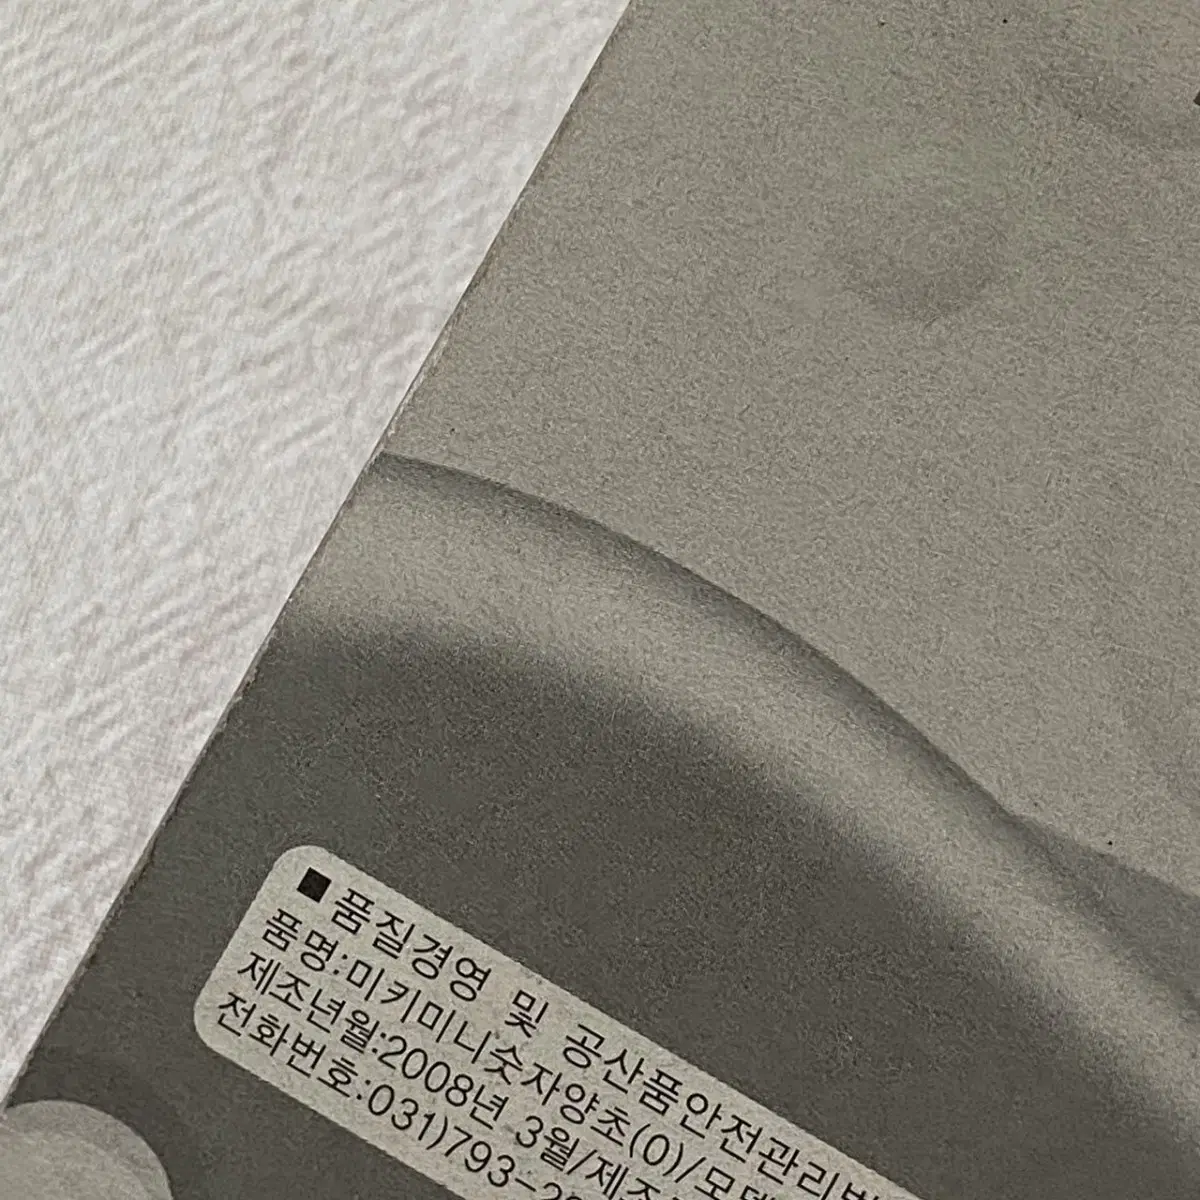 ■ 품질경영 및 공산품안전관리법
품명:미키미니숫자양초(0)/모델
제조년월:2008년 3월/제조
전화번호:031)793-2